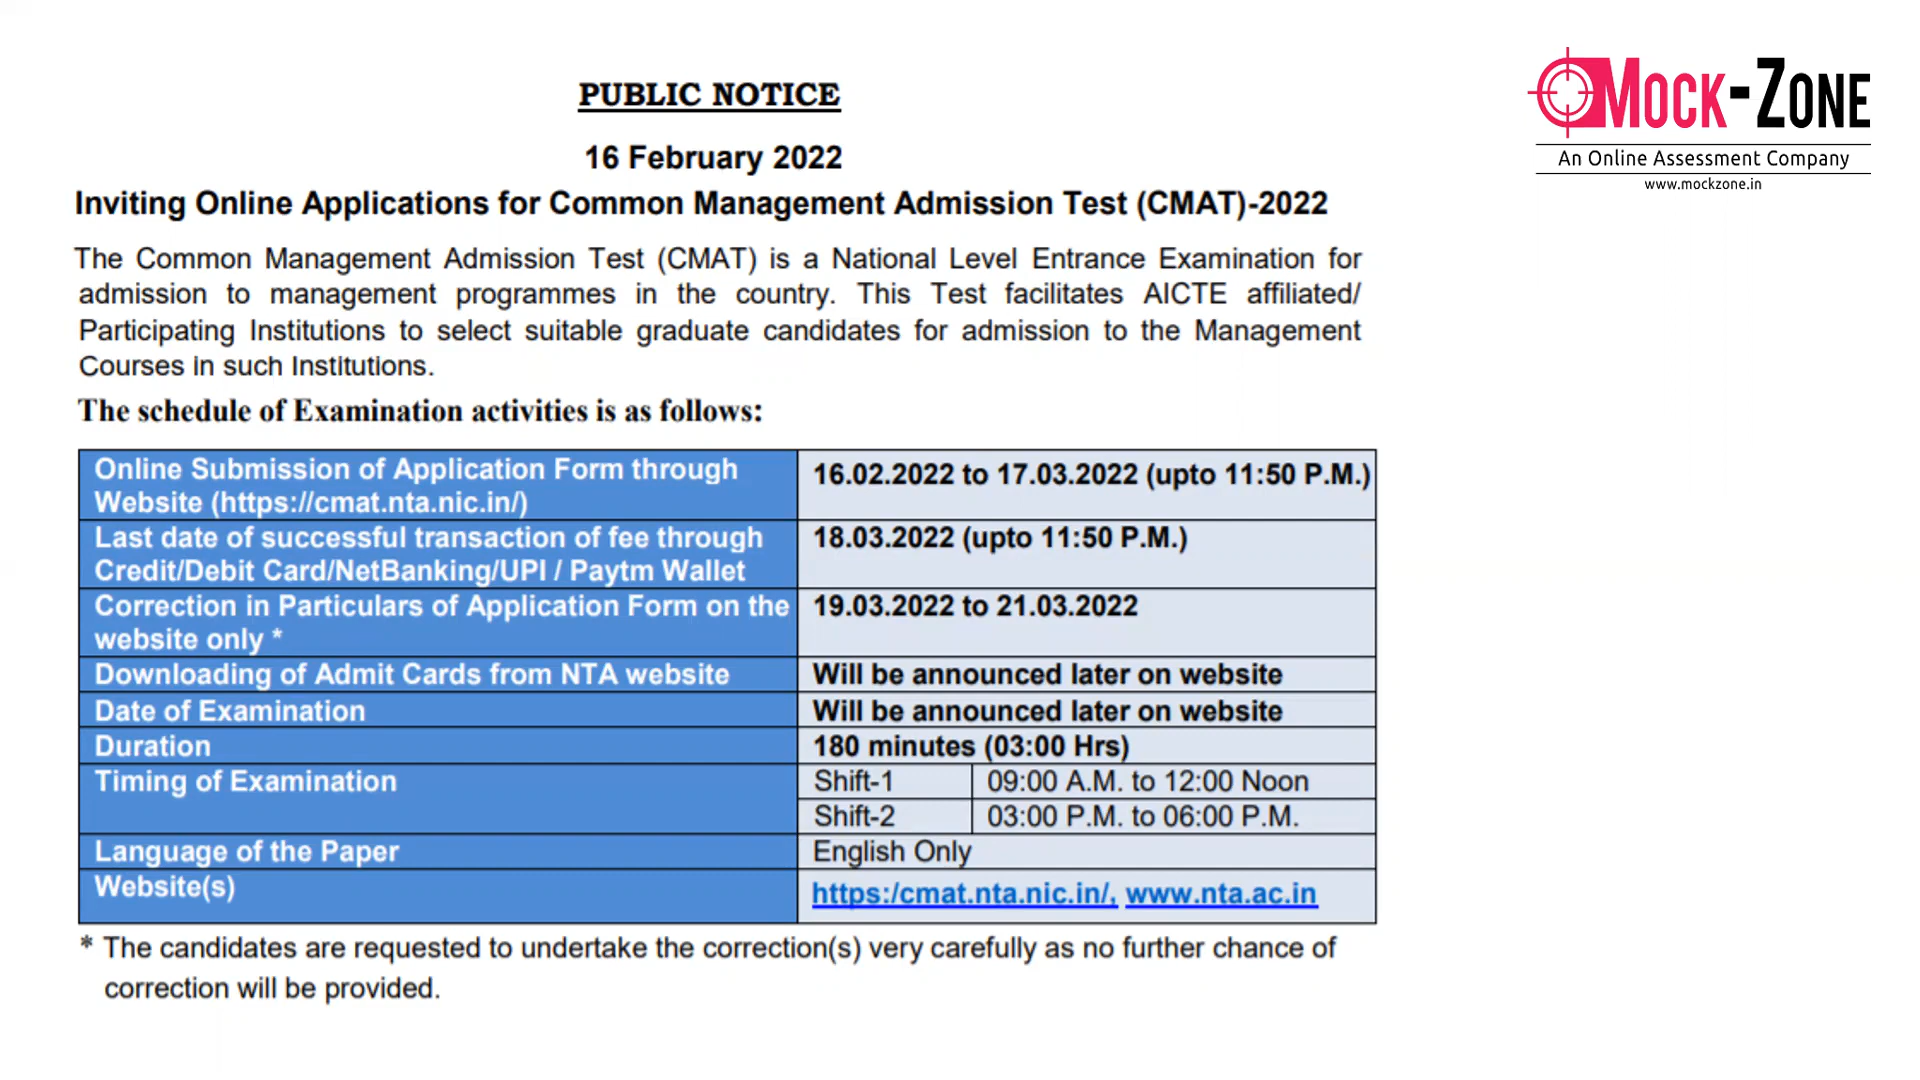 PUBLIC NOTICE
16 February 2022
Inviting Online Applications for Common Management Admission Test (CMAT)-2022
The Common Management Admission Test (CMAT) is a National Level Entrance Examination for
admission to management programmes in the country. This Test facilitates AICTE affiliated/
Participating Institutions to select suitable graduate candidates for admission to the Management
Courses in such Institutions.
The schedule of Examination activities is as follows:
Online Submission of Application Form through
Website (https://cmat.nta.nic.in/)
16.02.2022 to 17.03.2022 (upto 11:50 P.M.)
Last date of successful transaction of fee through
Credit/Debit Card/NetBanking/UPI / Paytm Wallet
18.03.2022 (upto 11:50 P.M.)
Correction in Particulars of Application Form on the
website only *
19.03.2022 to 21.03.2022
Downloading of Admit Cards from NTA website
Will be announced later on website
Date of Examination
Will be announced later on website
Duration
180 minutes (03:00 Hrs)
Timing of Examination
Shift-1 09:00 A.M. to 12:00 Noon
Shift-2 03:00 P.M. to 06:00 P.M.
Language of the Paper
English Only
Website(s)
https:/cmat.nta.nic.in/, www.nta.ac.in
* The candidates are requested to undertake the correction(s) very carefully as no further chance of
correction will be provided.
MOCK-ZONE
An Online Assessment Company
www.mockzone.in